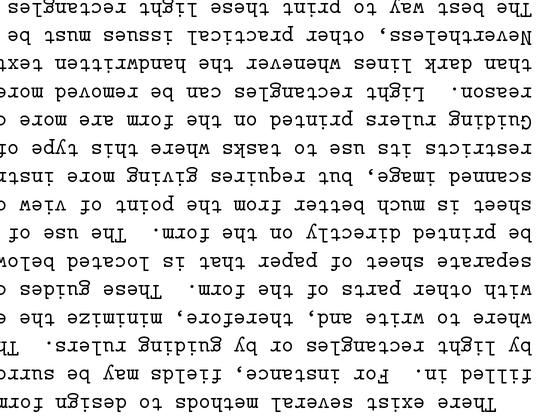 There exist several methods to design form
filled in. For instance, fields may be surro
by light rectangles or by guiding rulers. Th
where to write and, therefore, minimize the e
with other parts of the form. These guides c
separate sheet of paper that is located below
be printed directly on the form. The use of
sheet is much better from the point of view o
scanned image, but requires giving more instr
restricts its use to tasks where this type of
Guiding rulers printed on the form are more c
reason. Light rectangles can be removed more
than dark lines whenever the handwritten text
Nevertheless, other practical issues must be
The best way to print these light rectangles